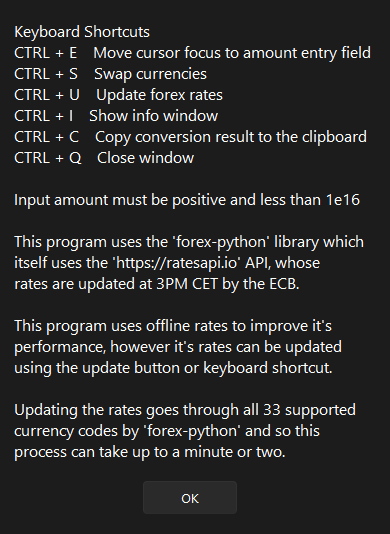 Keyboard Shortcuts
CTRL + E Move cursor focus to amount entry field
CTRL + S Swap currencies
CTRL + U Update forex rates
CTRL + I Show info window
CTRL + C Copy conversion result to the clipboard
CTRL + Q Close window
Input amount must be positive and less than 1e16
This program uses the 'forex-python' library which
itself uses the 'https://ratesapi.io' API, whose
rates are updated at 3PM CET by the ECB.
This program uses offline rates to improve it's
performance, however it's rates can be updated
using the update button or keyboard shortcut.
Updating the rates goes through all 33 supported
currency codes by 'forex-python' and so this
process can take up to a minute or two.
OK